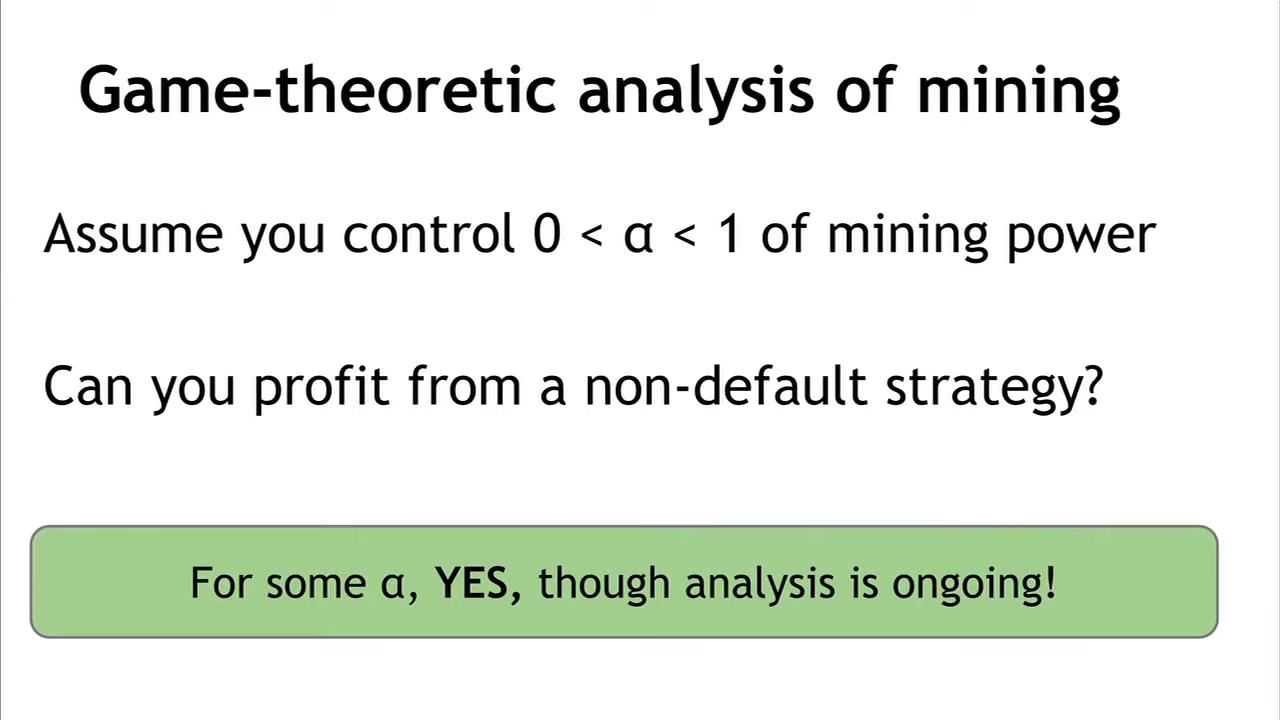 Game-theoretic analysis of mining
Assume you control 0 < α < 1 of mining power
Can you profit from a non-default strategy?
For some α, YES, though analysis is ongoing!